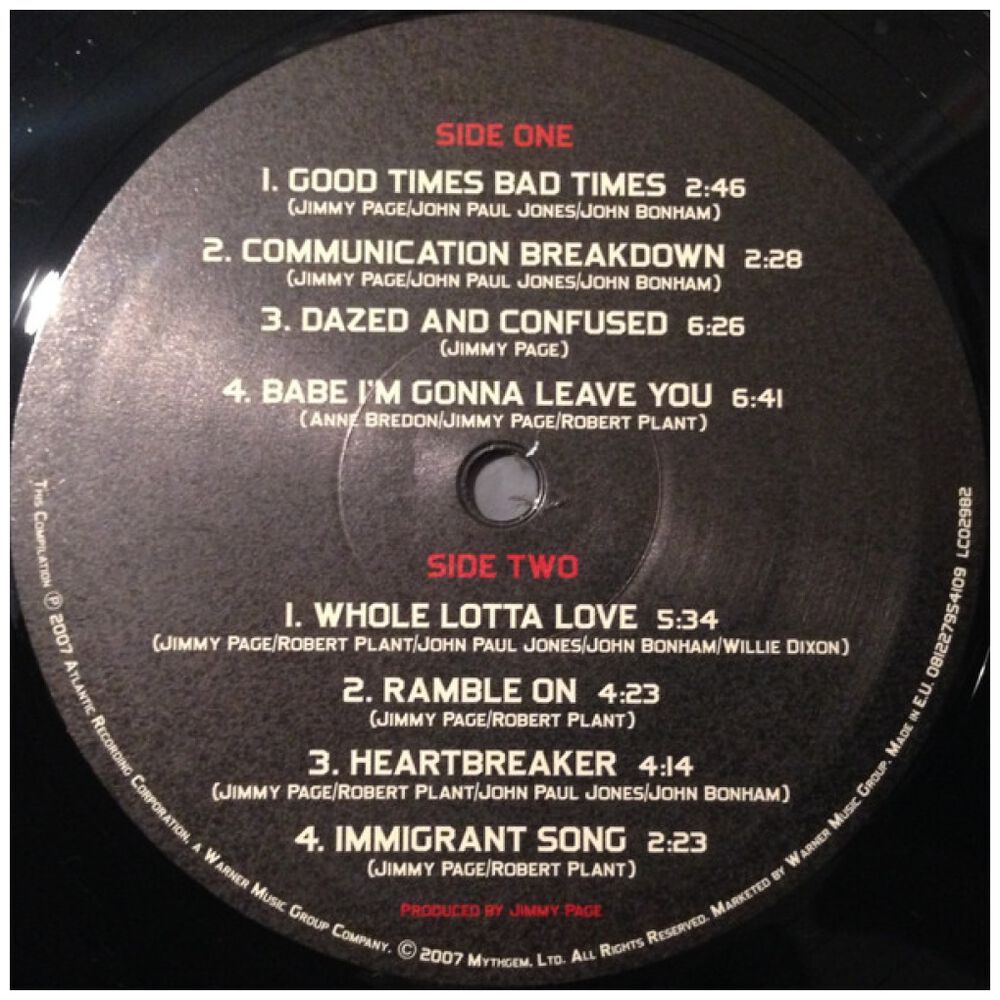 SIDE ONE
1. GOOD TIMES BAD TIMES 2:46
(JIMMY PAGE/JOHN PAUL JONES/JOHN BONHAM)
2. COMMUNICATION BREAKDOWN 2:28
(JIMMY PAGE/JOHN PAUL JONES/JOHN BONHAM)
3. DAZED AND CONFUSED 6:26
(JIMMY PAGE)
4. BABE I'M GONNA LEAVE YOU 6:41
(ANNE BREDON/JIMMY PAGE/ROBERT PLANT)
SIDE TWO
1. WHOLE LOTTA LOVE 5:34
(JIMMY PAGE/ROBERT PLANT/JOHN PAUL JONES/JOHN BONHAM/WILLIE DIXON)
2. RAMBLE ON 4:23
(JIMMY PAGE/ROBERT PLANT)
3. HEARTBREAKER 4:14
(JIMMY PAGE/ROBERT PLANT/JOHN PAUL JONES/JOHN BONHAM)
4. IMMIGRANT SONG 2:23
(JIMMY PAGE/ROBERT PLANT)
PRODUCED BY JIMMY PAGE
THIS COMPILATION ℗ 2007 ATLANTIC RECORDING CORPORATION, A WARNER MUSIC GROUP COMPANY. © 2007 MYTHGEM, LTD. ALL RIGHTS RESERVED. MARKETED BY WARNER MUSIC GROUP. MADE IN E.U. 081227954109 LC02982